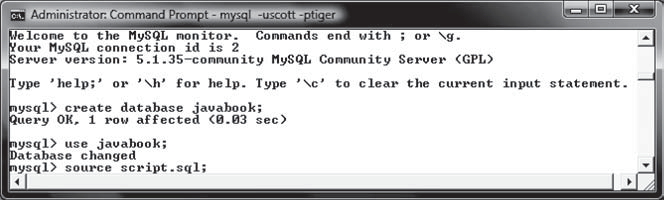 Administrator: Command Prompt - mysql -uscott -ptiger
Welcome to the MySQL monitor.  Commands end with ; or \g.
Your MySQL connection id is 2
Server version: 5.1.35-community MySQL Community Server (GPL)
Type 'help;' or '\h' for help. Type '\c' to clear the current input statement.
mysql> create database javabook;
Query OK, 1 row affected (0.03 sec)
mysql> use javabook;
Database changed
mysql> source script.sql;